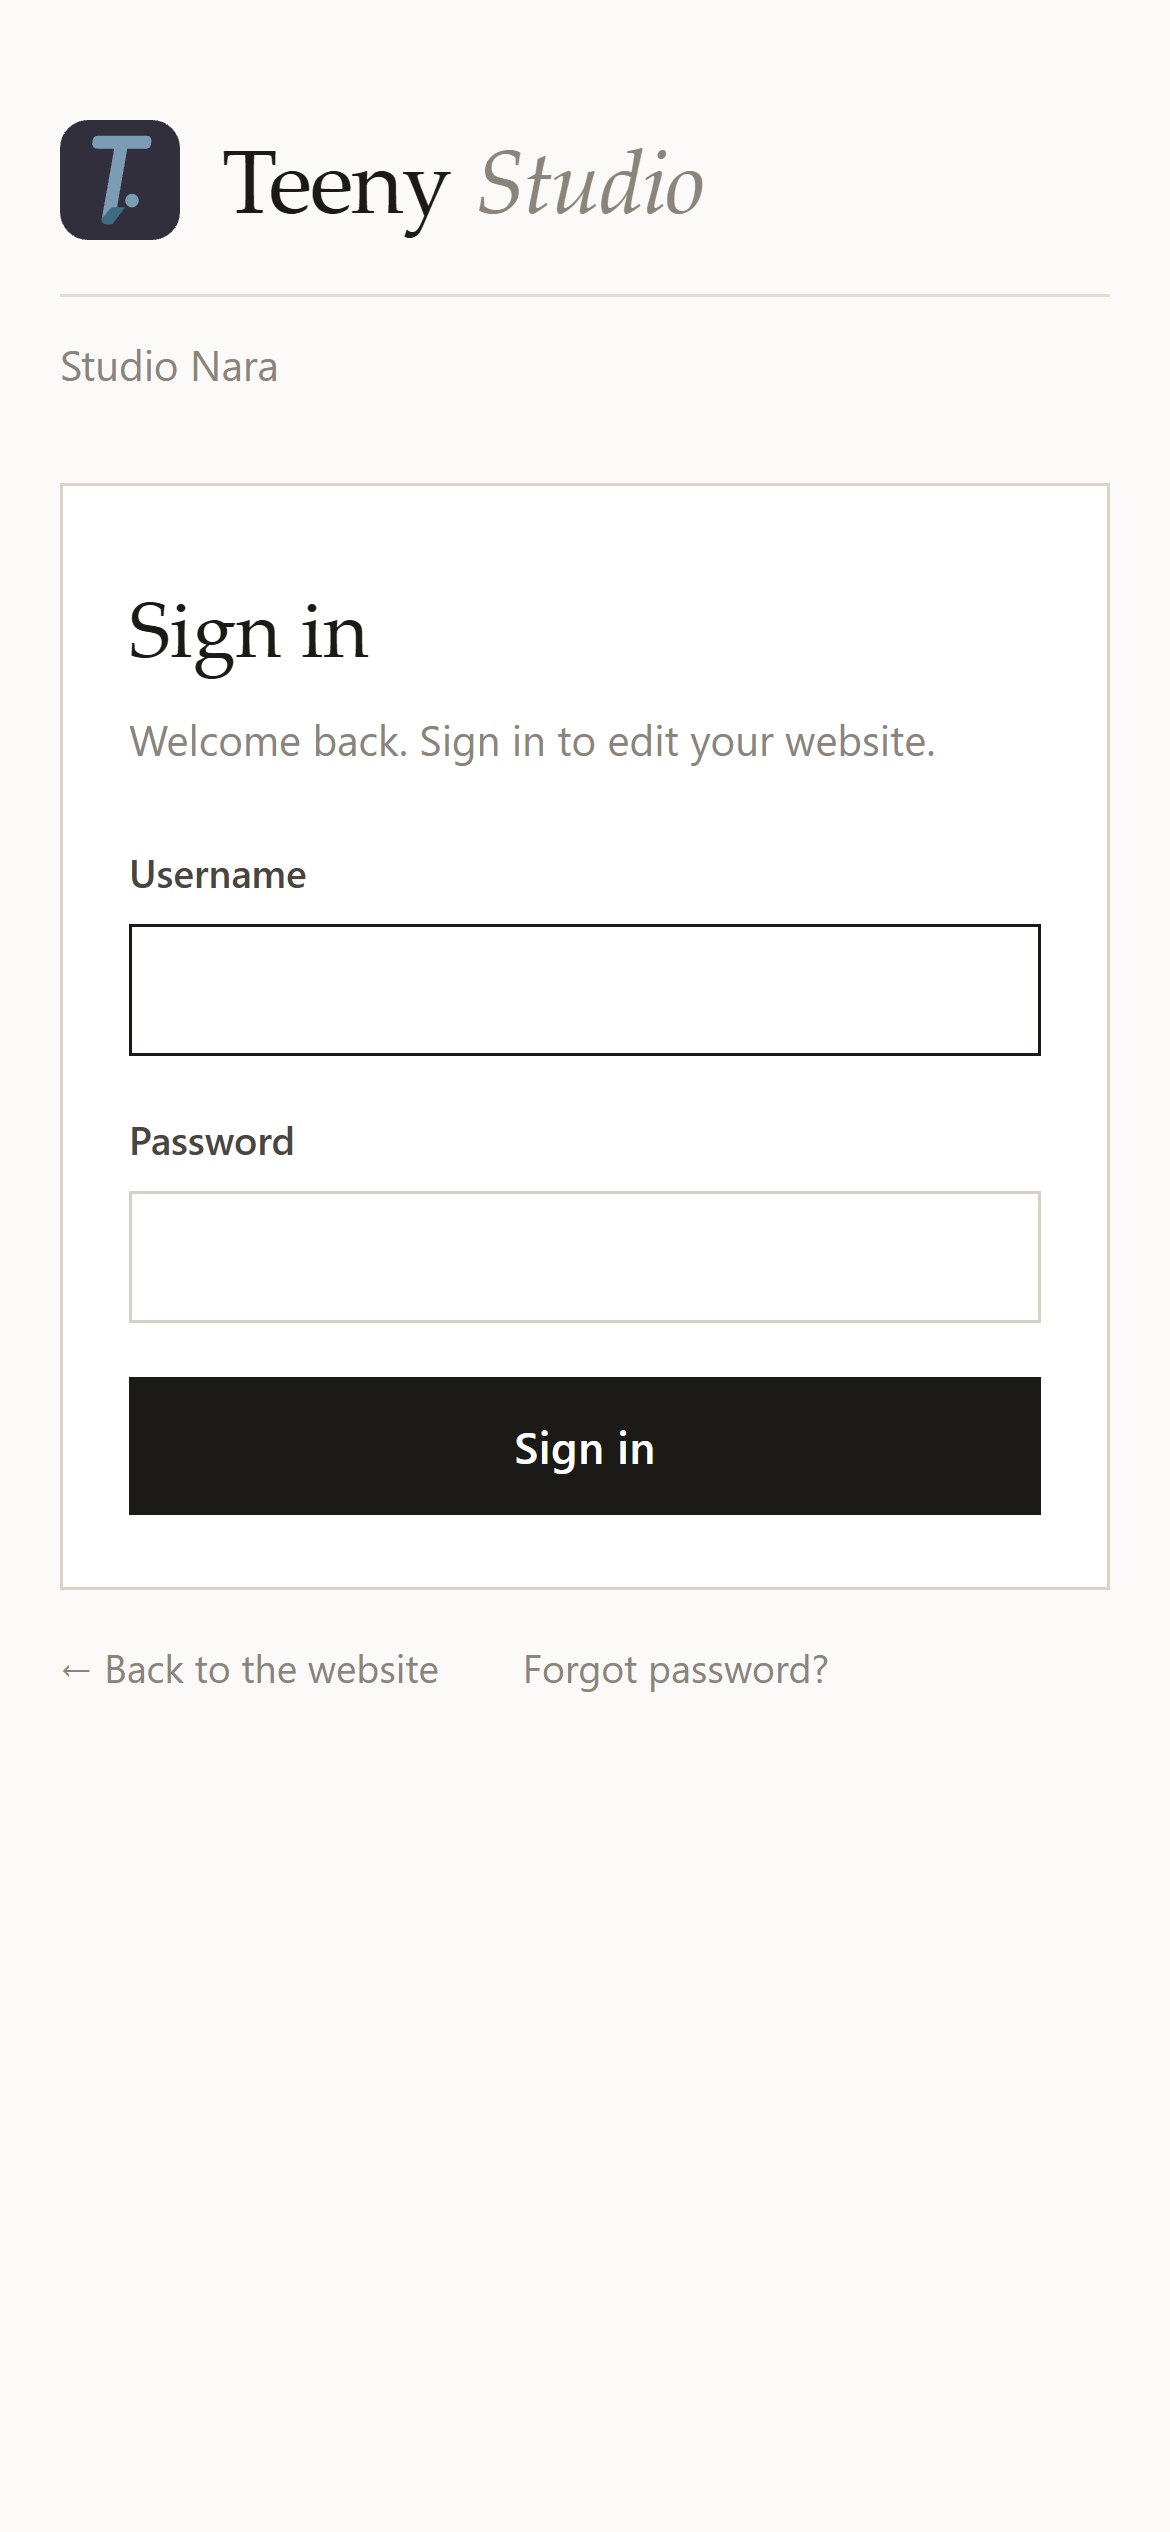 T.
Teeny Studio
Studio Nara
Sign in
Welcome back. Sign in to edit your website.
Username
Password
Sign in
← Back to the website Forgot password?